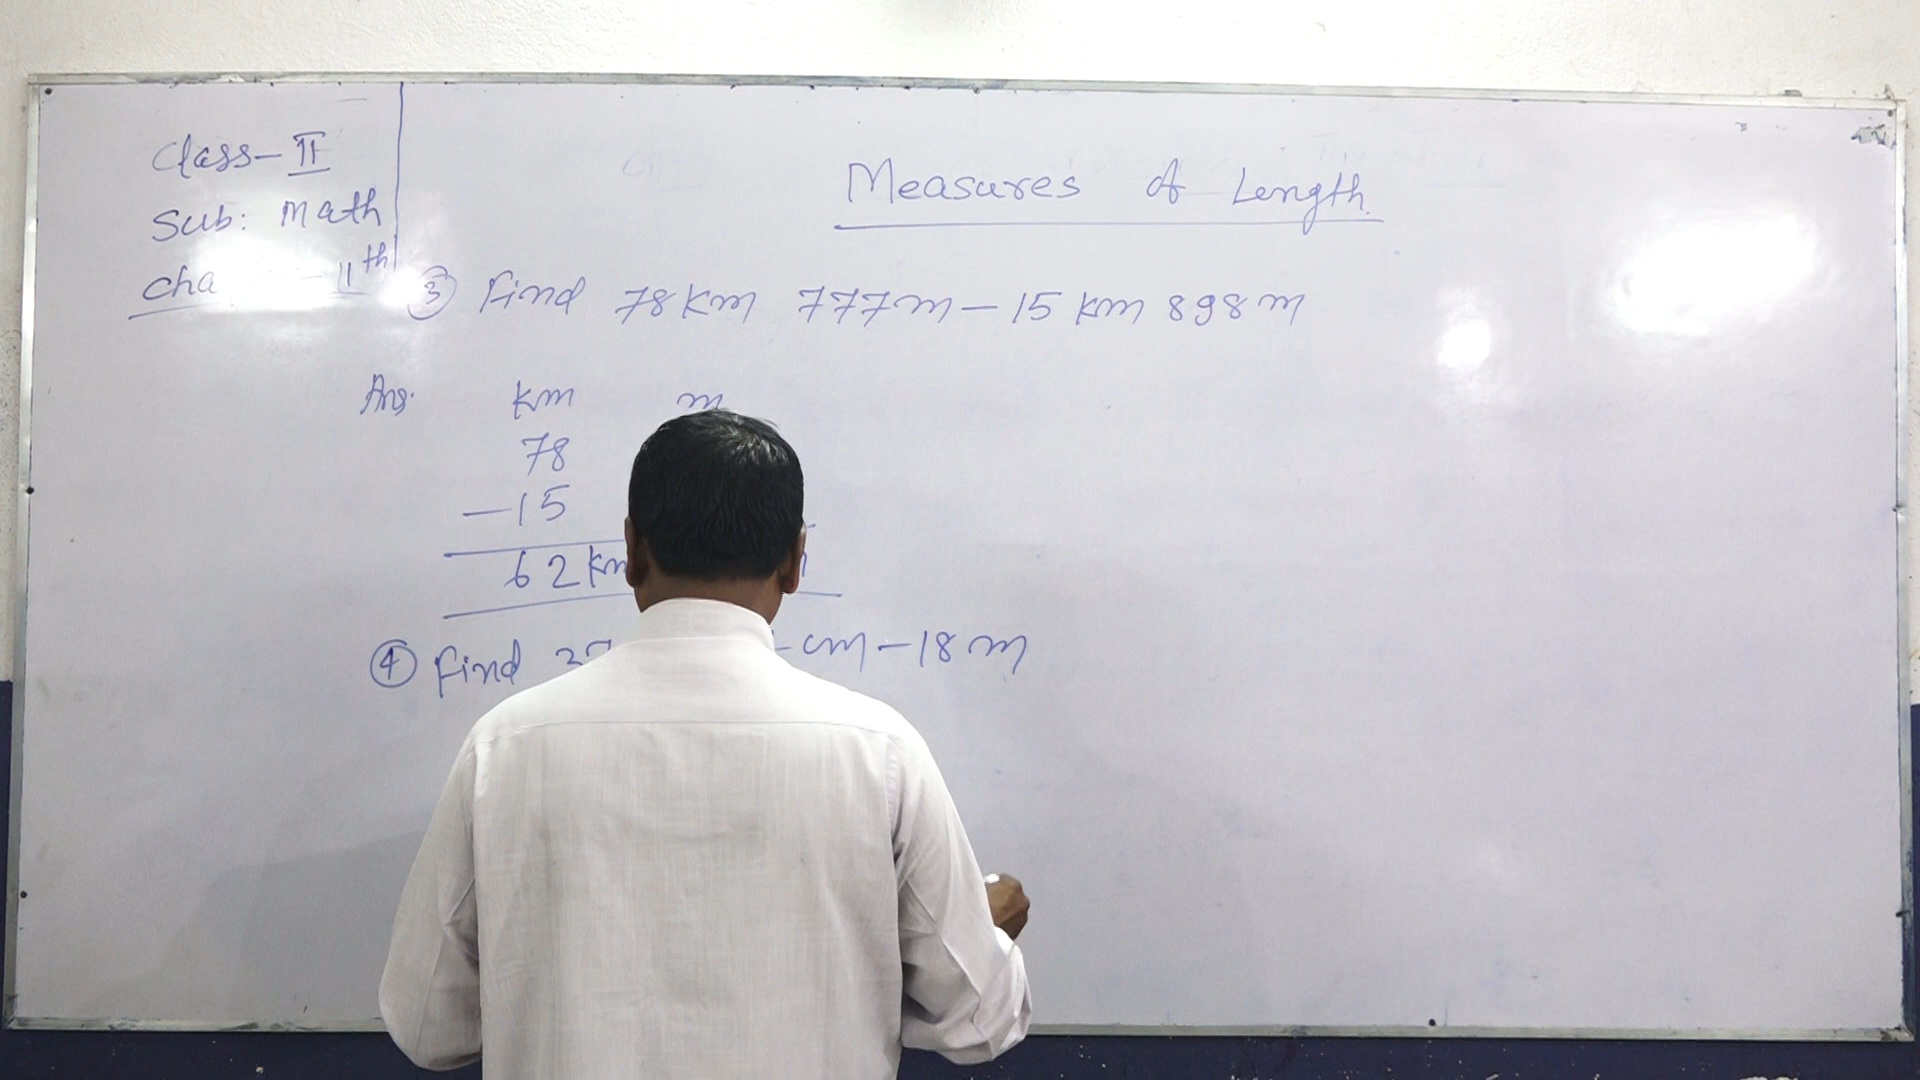 Class-II
Sub: Math
cha - 11th
Measures of Length.
③ Find 78 Km 777m - 15 km 898m
Ans. km m
78
-15
62 km
④ Find cm - 18 m